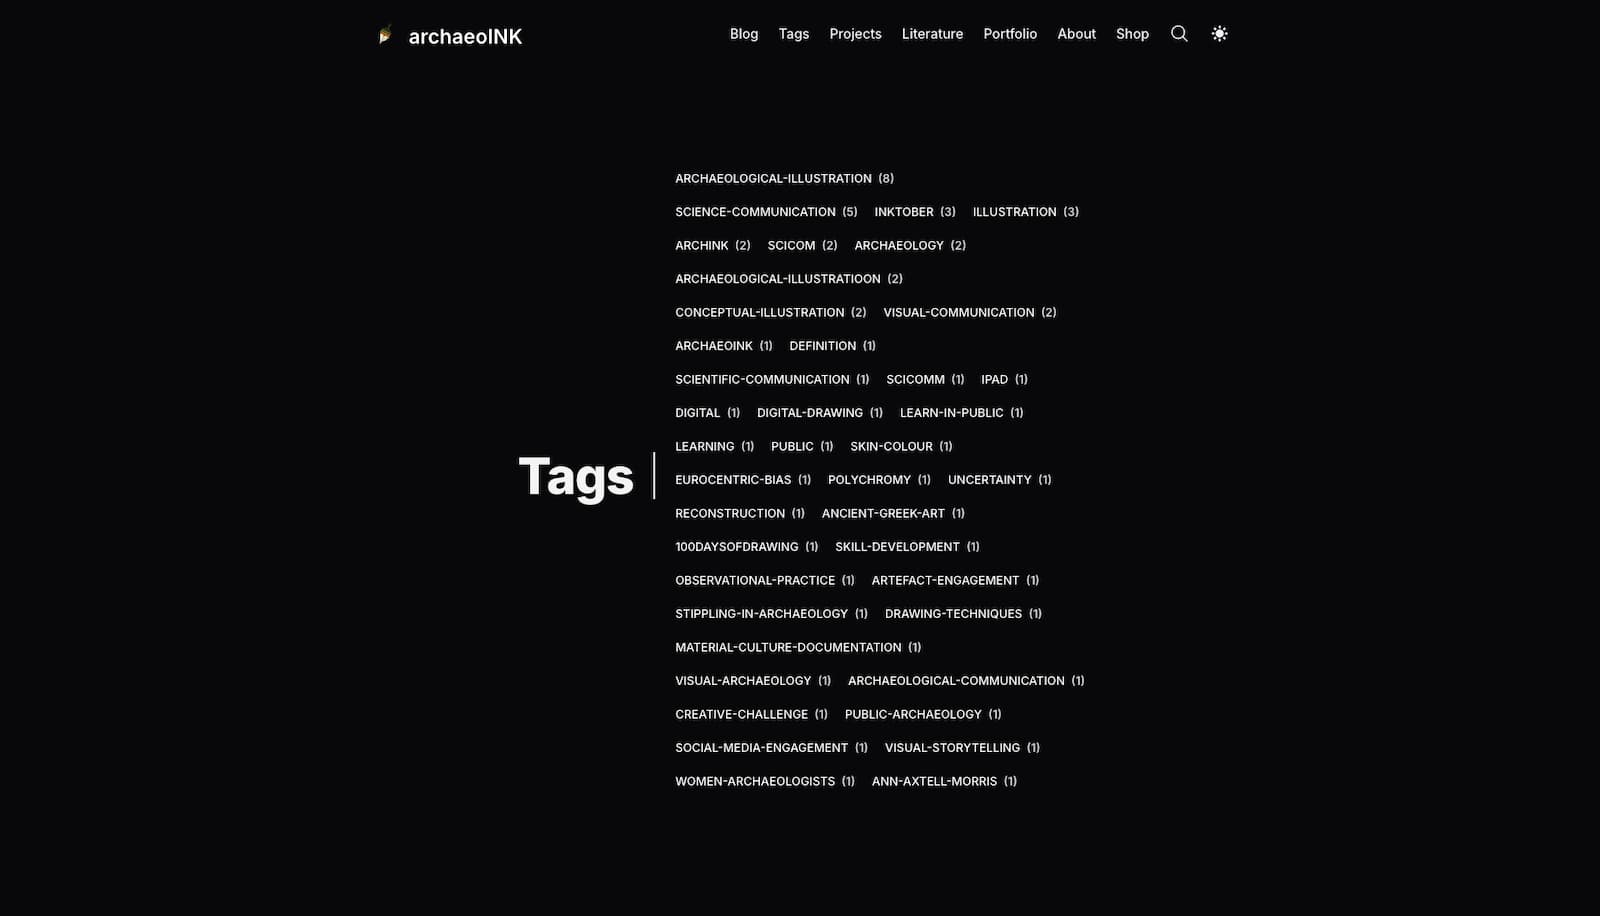 archaeoINK
Blog Tags Projects Literature Portfolio About Shop
Tags
ARCHAEOLOGICAL-ILLUSTRATION (8)
SCIENCE-COMMUNICATION (5) INKTOBER (3) ILLUSTRATION (3)
ARCHINK (2) SCICOM (2) ARCHAEOLOGY (2)
ARCHAEOLOGICAL-ILLUSTRATIOON (2)
CONCEPTUAL-ILLUSTRATION (2) VISUAL-COMMUNICATION (2)
ARCHAEOINK (1) DEFINITION (1)
SCIENTIFIC-COMMUNICATION (1) SCICOMM (1) IPAD (1)
DIGITAL (1) DIGITAL-DRAWING (1) LEARN-IN-PUBLIC (1)
LEARNING (1) PUBLIC (1) SKIN-COLOUR (1)
EUROCENTRIC-BIAS (1) POLYCHROMY (1) UNCERTAINTY (1)
RECONSTRUCTION (1) ANCIENT-GREEK-ART (1)
100DAYSOFDRAWING (1) SKILL-DEVELOPMENT (1)
OBSERVATIONAL-PRACTICE (1) ARTEFACT-ENGAGEMENT (1)
STIPPLING-IN-ARCHAEOLOGY (1) DRAWING-TECHNIQUES (1)
MATERIAL-CULTURE-DOCUMENTATION (1)
VISUAL-ARCHAEOLOGY (1) ARCHAEOLOGICAL-COMMUNICATION (1)
CREATIVE-CHALLENGE (1) PUBLIC-ARCHAEOLOGY (1)
SOCIAL-MEDIA-ENGAGEMENT (1) VISUAL-STORYTELLING (1)
WOMEN-ARCHAEOLOGISTS (1) ANN-AXTELL-MORRIS (1)